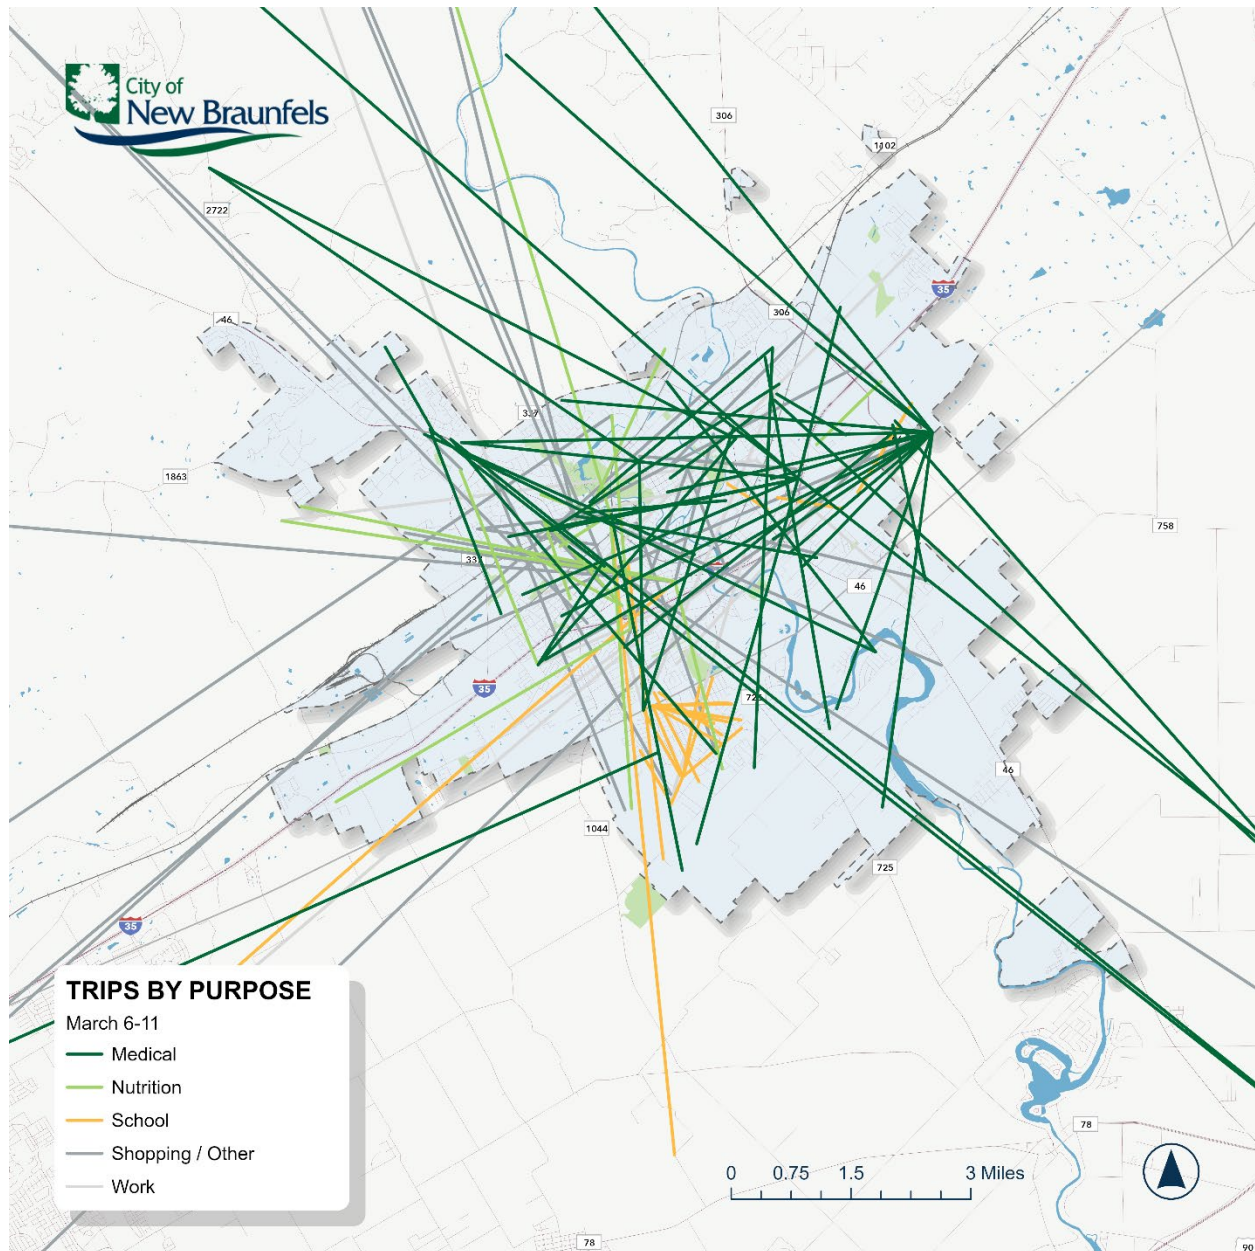 City of
New Braunfels
306
1102
2722
35
46
306
337
1863
758
46
35
46
1044
725
35
TRIPS BY PURPOSE
March 6-11
Medical
Nutrition
School
Shopping / Other
Work
78
0 0.75 1.5 3 Miles
78
90